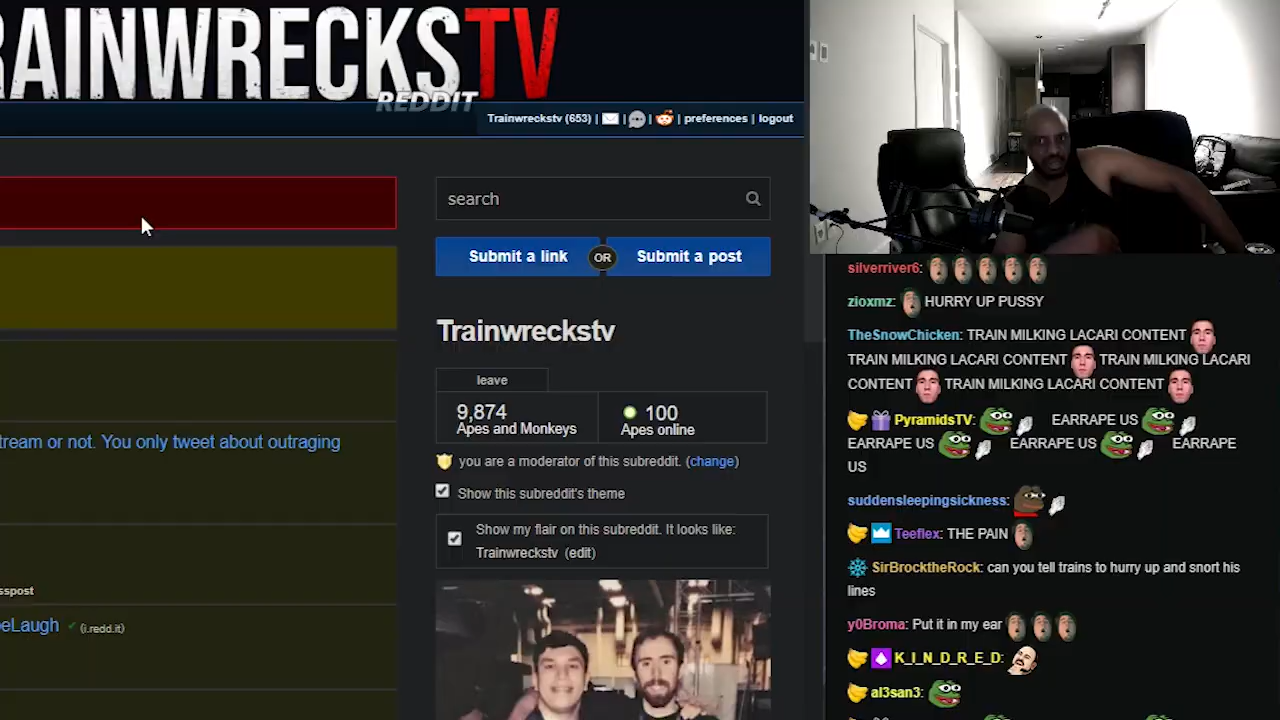 RAINWRECKSTV
REDDIT
Trainwreckstv (653) | | | | preferences | logout
search
Submit a link OR Submit a post
Trainwreckstv
leave
9,874
Apes and Monkeys
100
Apes online
you are a moderator of this subreddit. (change)
Show this subreddit's theme
Show my flair on this subreddit. It looks like:
Trainwreckstv (edit)
tream or not. You only tweet about outraging
sspost
eLaugh (i.redd.it)
silverriver6:
zioxmz: HURRY UP PUSSY
TheSnowChicken: TRAIN MILKING LACARI CONTENT
TRAIN MILKING LACARI CONTENT TRAIN MILKING LACARI
CONTENT TRAIN MILKING LACARI CONTENT
PyramidsTV: EARRAPE US
EARRAPE US EARRAPE US EARRAPE
US
suddensleepingsickness:
Teeflex: THE PAIN
SirBrocktheRock: can you tell trains to hurry up and snort his
lines
y0Broma: Put it in my ear
K_I_N_D_R_E_D:
al3san3: